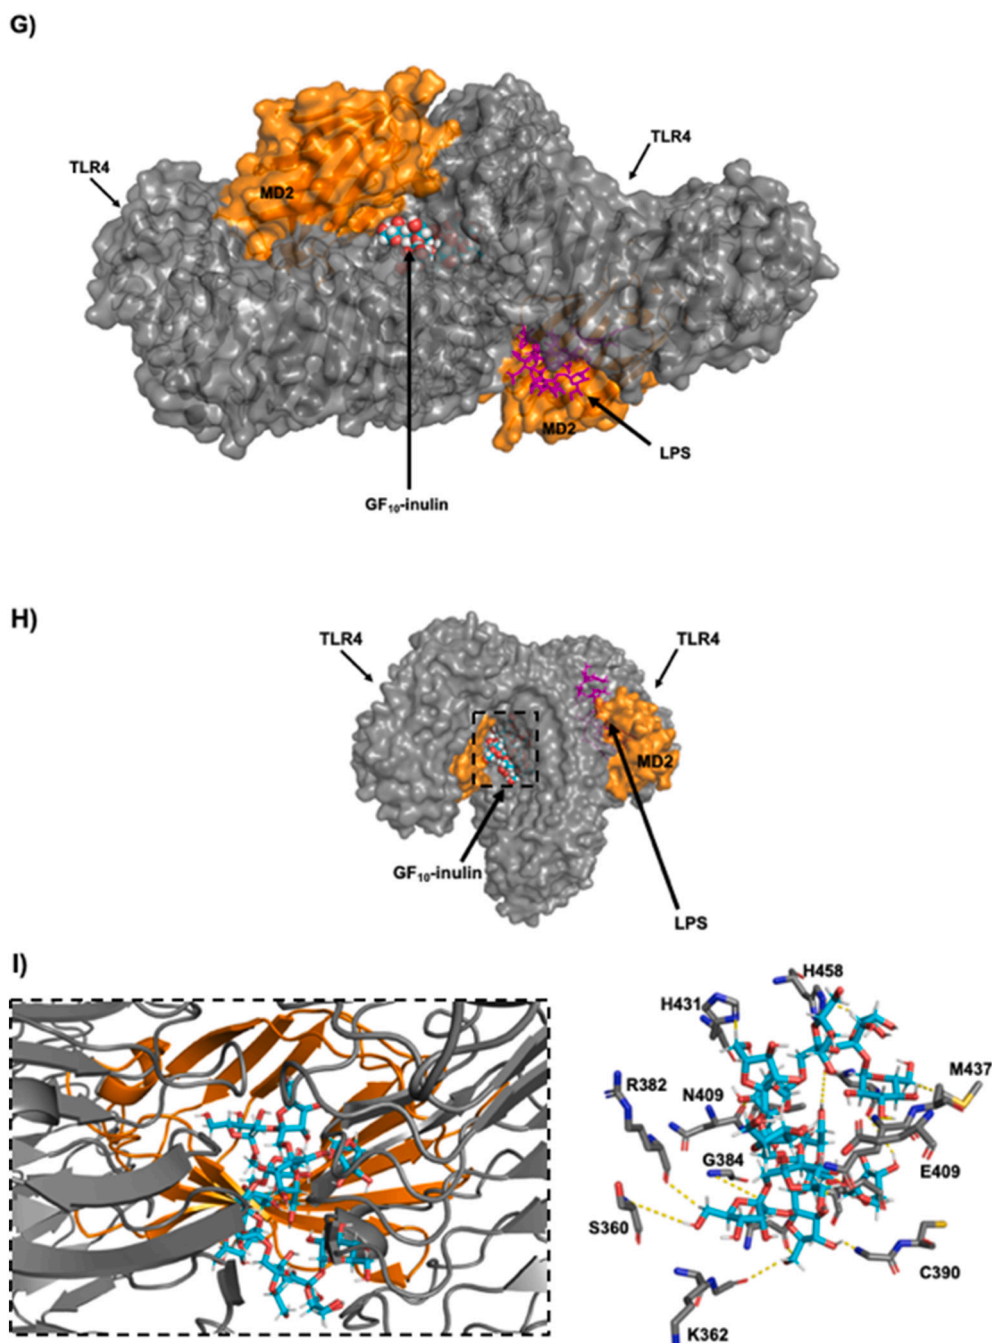 G)
TLR4
TLR4
MD2
MD2
LPS
GF₁₀-inulin
H)
TLR4
TLR4
MD2
GF₁₀-inulin
LPS
I)
H458
H431
M437
R382
N409
G384
E409
S360
C390
K362